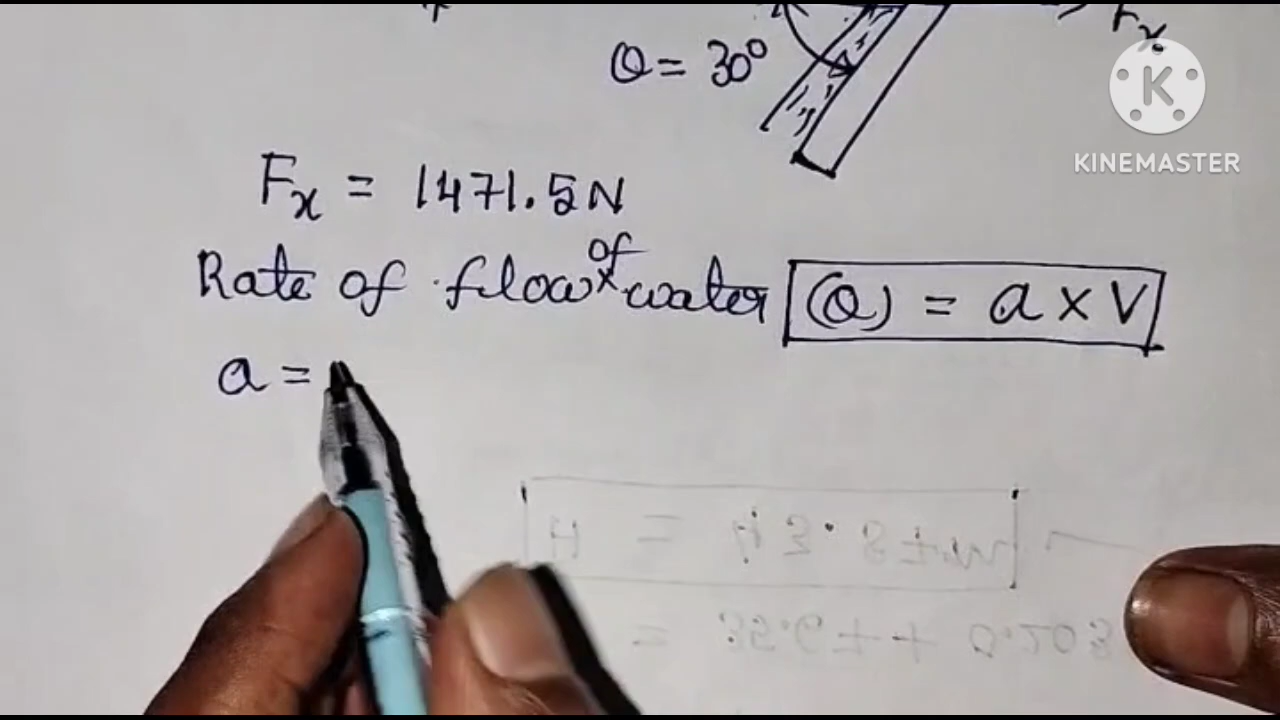 θ = 30°
Fx
K
KINEMASTER
Fx = 1471.5N
Rate of flow of water (Q) = a x V
a =